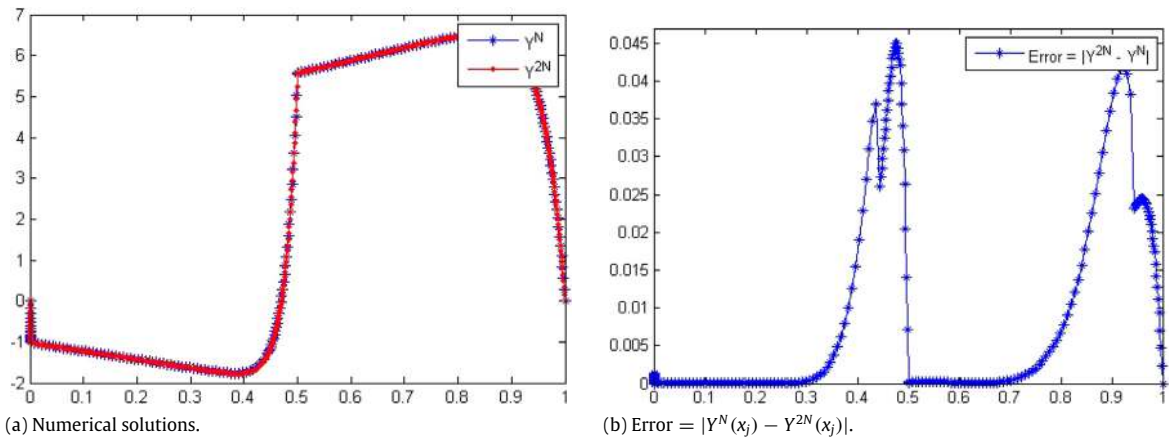 7
6
5
4
3
2
1
0
-1
-2
0 0.1 0.2 0.3 0.4 0.5 0.6 0.7 0.8 0.9 1
Y^N
Y^2N
(a) Numerical solutions.
0.045
0.04
0.035
0.03
0.025
0.02
0.015
0.01
0.005
0
0 0.1 0.2 0.3 0.4 0.5 0.6 0.7 0.8 0.9 1
Error = |Y^2N - Y^N|
(b) Error = |Y^N(x_j) − Y^2N(x_j)|.